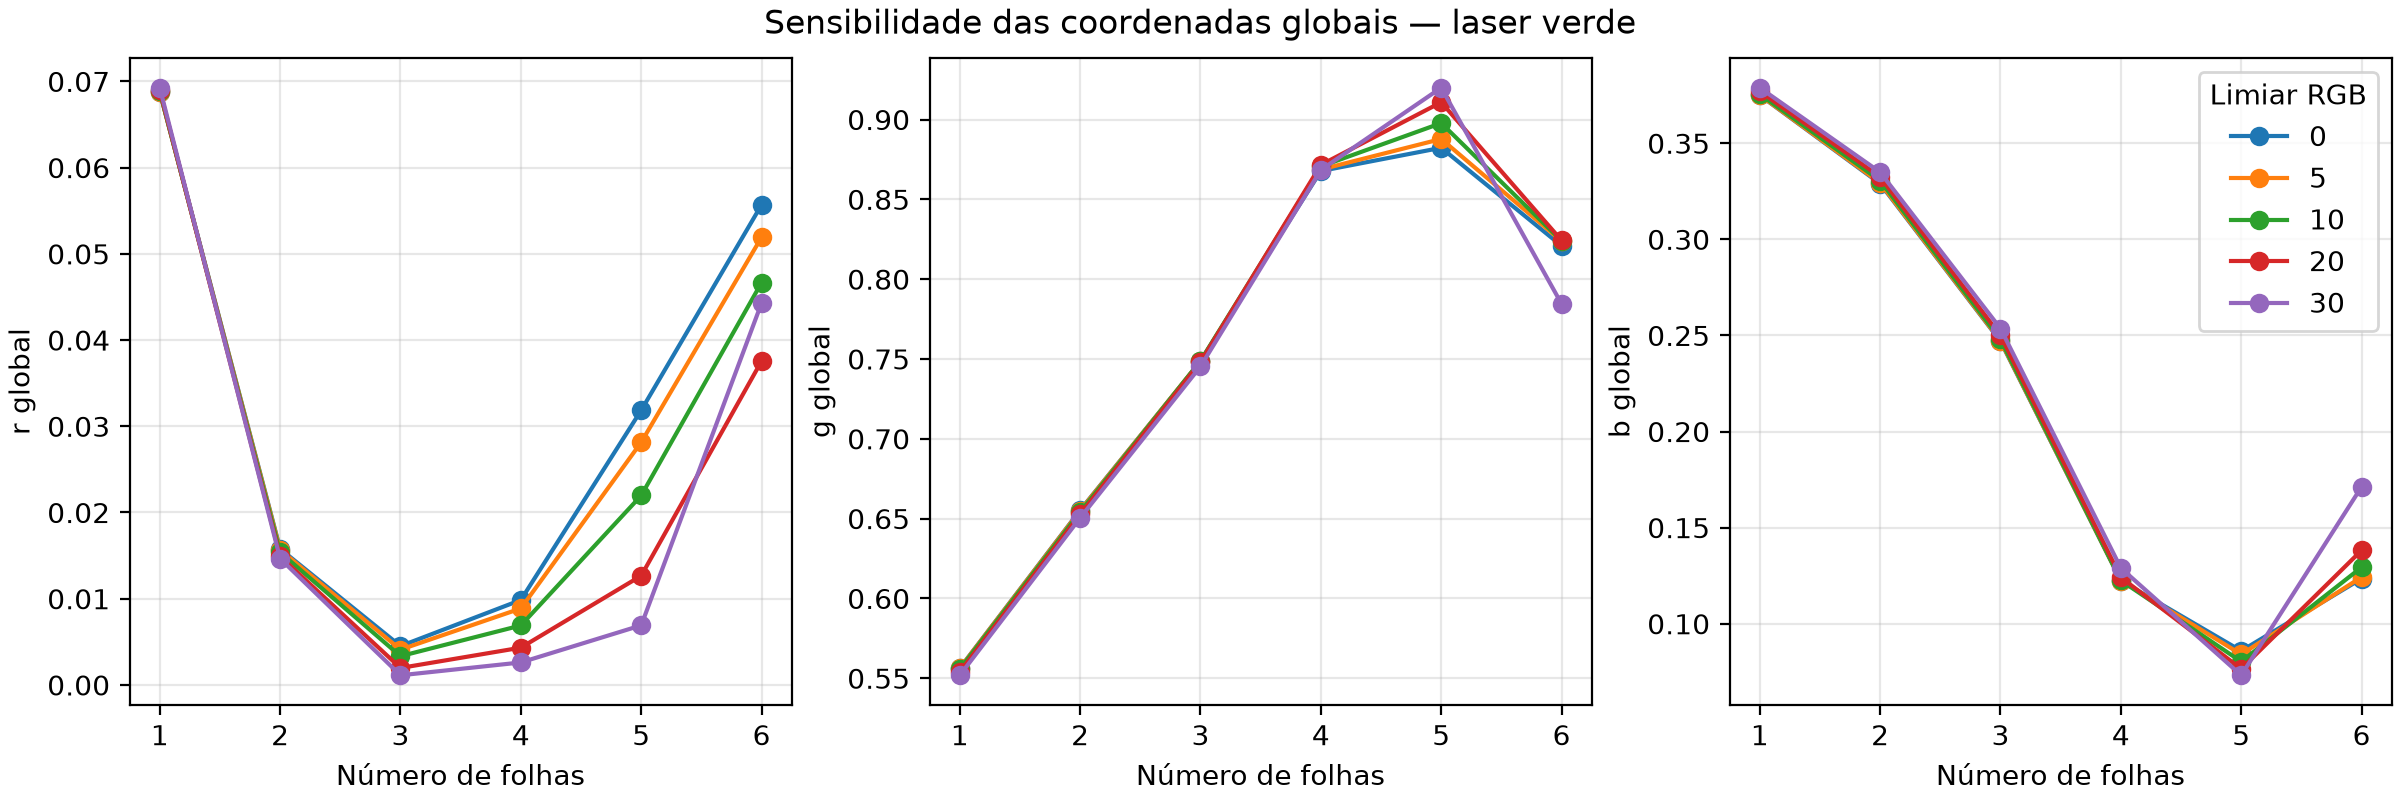 Sensibilidade das coordenadas globais — laser verde
r global
0.07
0.06
0.05
0.04
0.03
0.02
0.01
0.00
1 2 3 4 5 6
Número de folhas
g global
0.90
0.85
0.80
0.75
0.70
0.65
0.60
0.55
1 2 3 4 5 6
Número de folhas
b global
0.35
0.30
0.25
0.20
0.15
0.10
1 2 3 4 5 6
Número de folhas
Limiar RGB
0
5
10
20
30